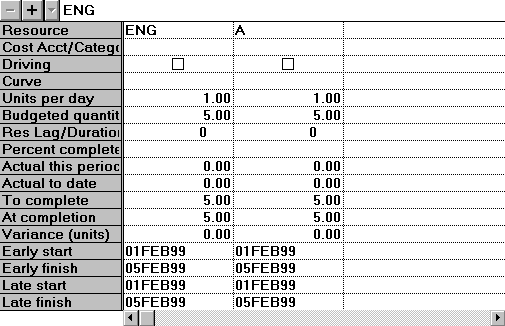 ENG
Resource ENG A
Cost Acct/Catego
Driving
Curve
Units per day 1.00 1.00
Budgeted quantit 5.00 5.00
Res Lag/Duration 0 0
Percent complete
Actual this period 0.00 0.00
Actual to date 0.00 0.00
To complete 5.00 5.00
At completion 5.00 5.00
Variance (units) 0.00 0.00
Early start 01FEB99 01FEB99
Early finish 05FEB99 05FEB99
Late start 01FEB99 01FEB99
Late finish 05FEB99 05FEB99